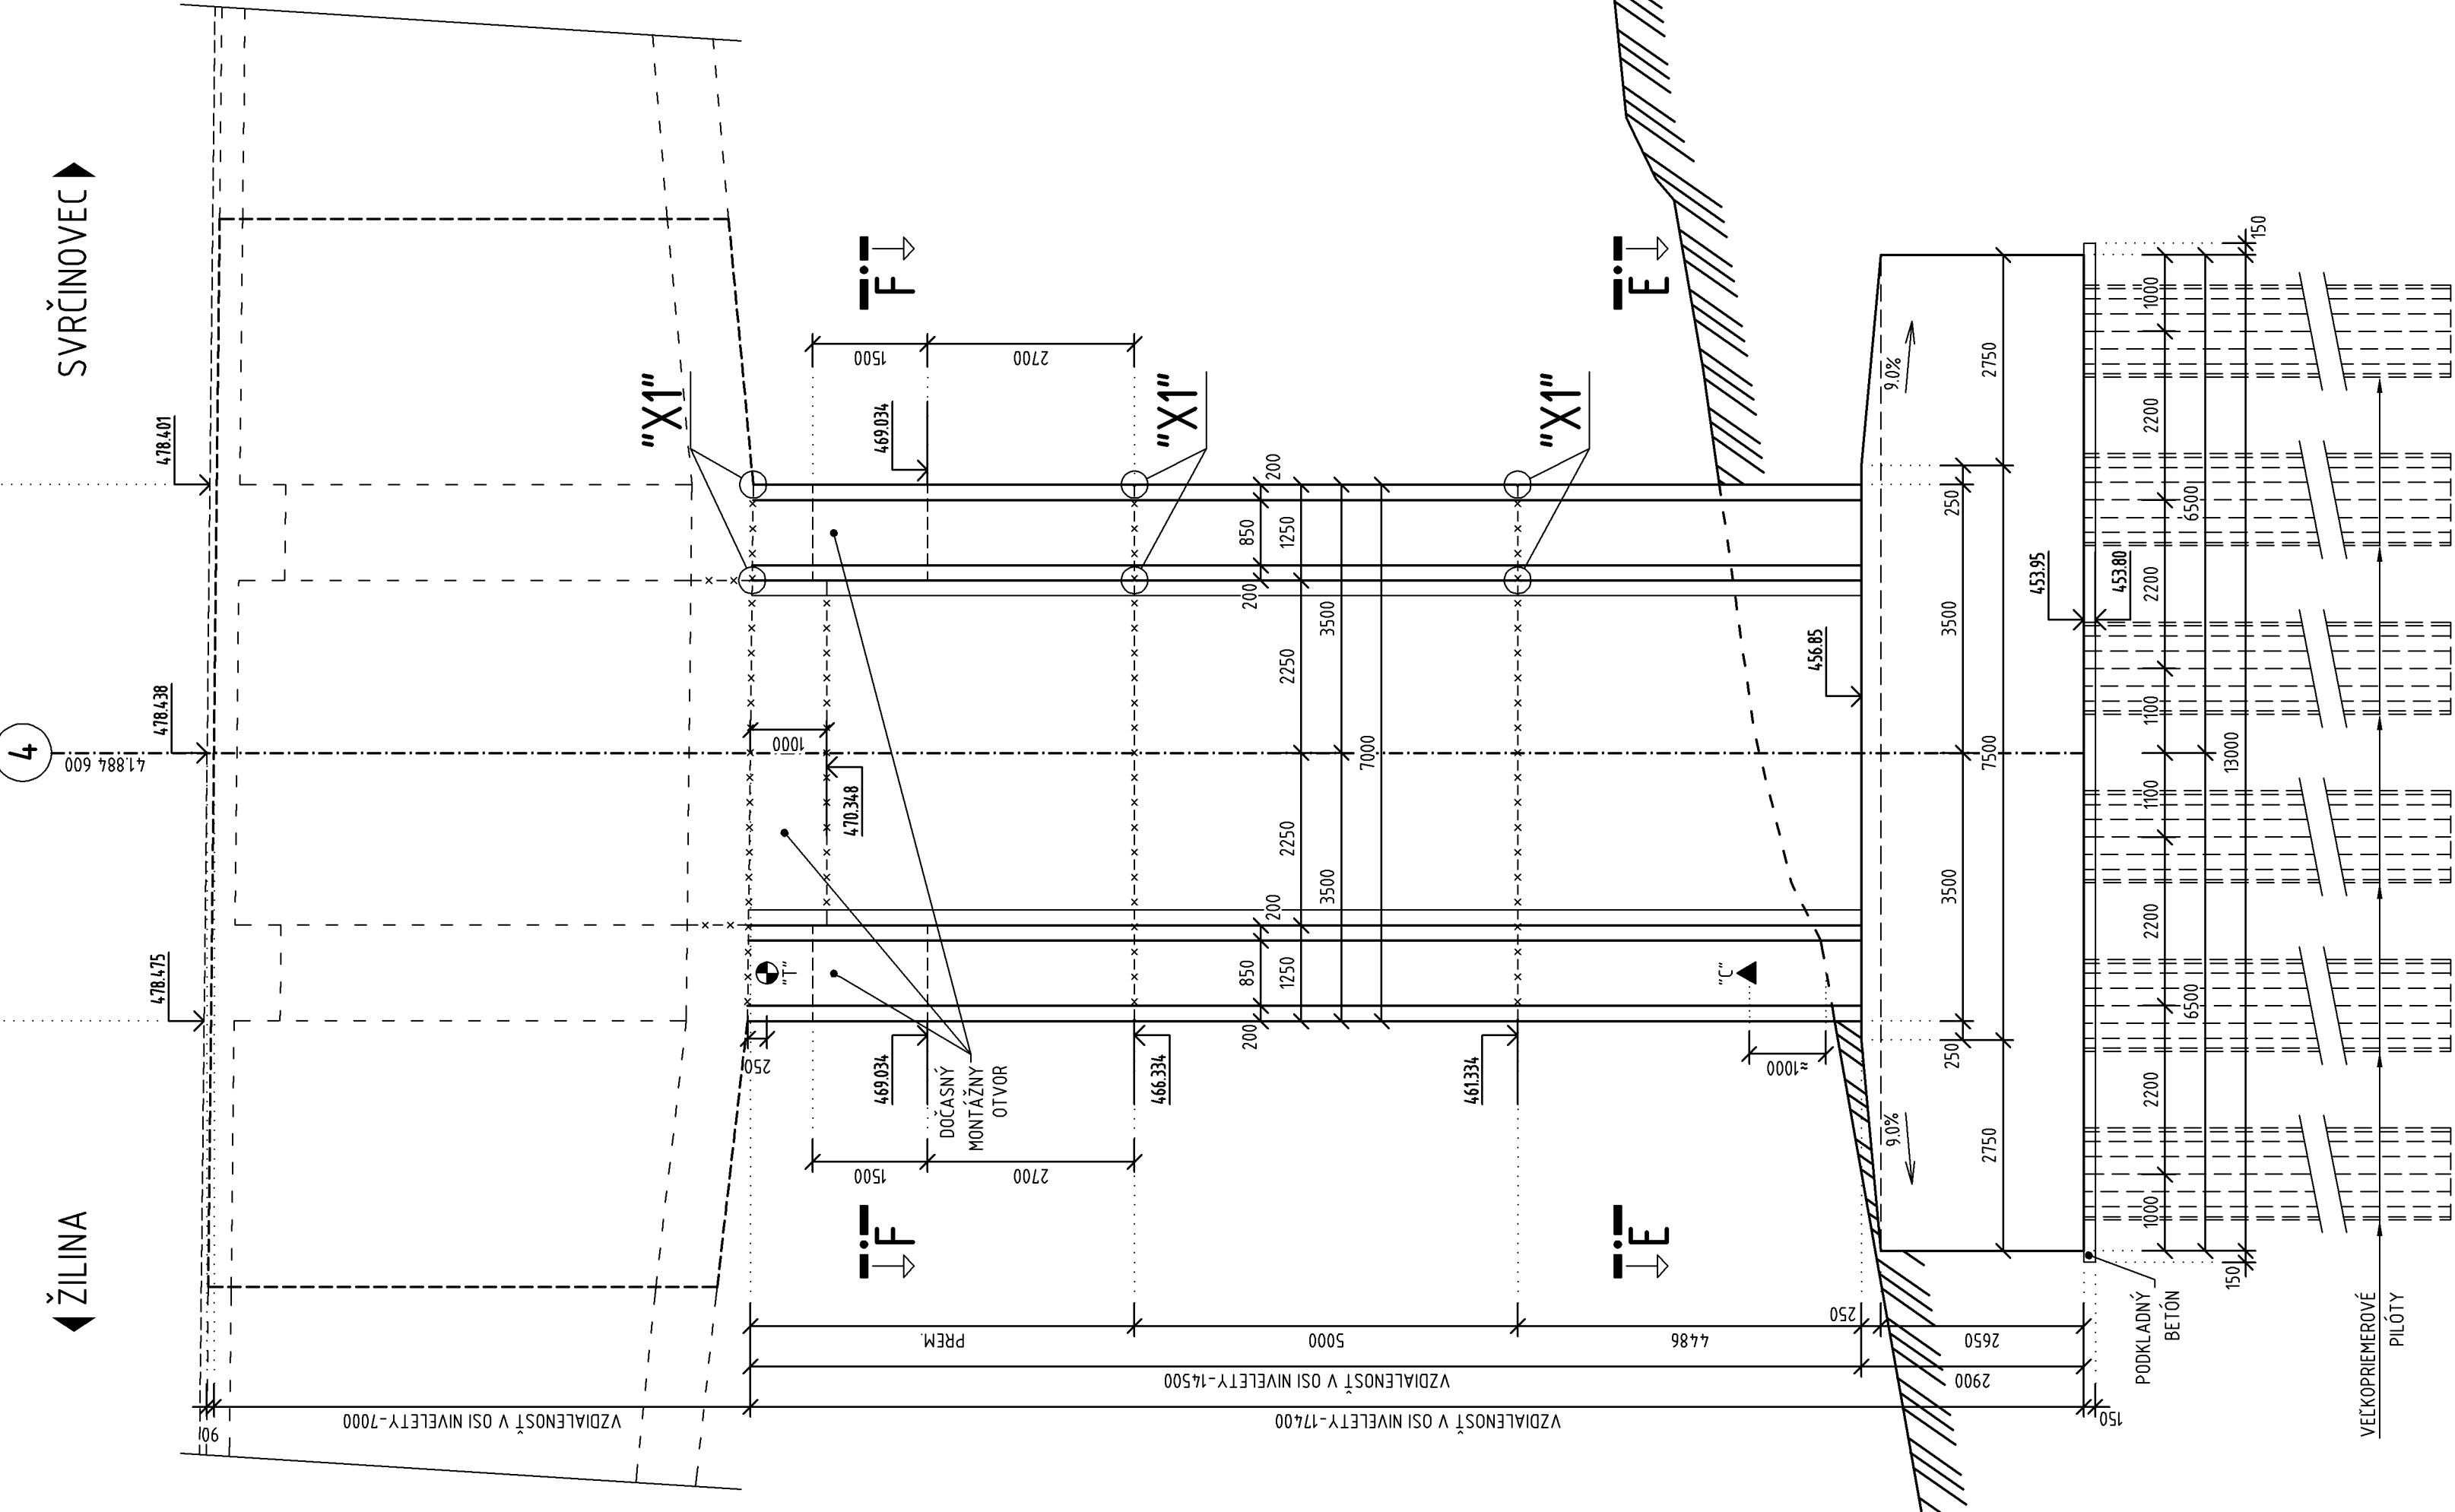 SVRČINOVEC
ŽILINA
4
41.884 600
478.401
478.438
478.475
F
E
F
E
"X1"
"X1"
"X1"
1500
2700
469.034
1000
470.348
200
850
1250
200
3500
2250
7000
2250
3500
200
850
1250
200
"T"
250
"C"
≈1000
469.034
466.334
461.334
DOČASNÝ
MONTÁŽNY
OTVOR
1500
2700
456.85
453.95
453.80
9.0%
9.0%
2750
250
3500
7500
3500
250
2750
150
1000
2200
6500
2200
1100
13000
1100
2200
6500
2200
1000
150
PREM.
5000
4486
250
2650
VZDIALENOSŤ V OSI NIVELETY-14500
2900
90
VZDIALENOSŤ V OSI NIVELETY-7000
VZDIALENOSŤ V OSI NIVELETY-17400
150
PODKLADNÝ
BETÓN
VEĽKOPRIEMEROVÉ
PILÓTY